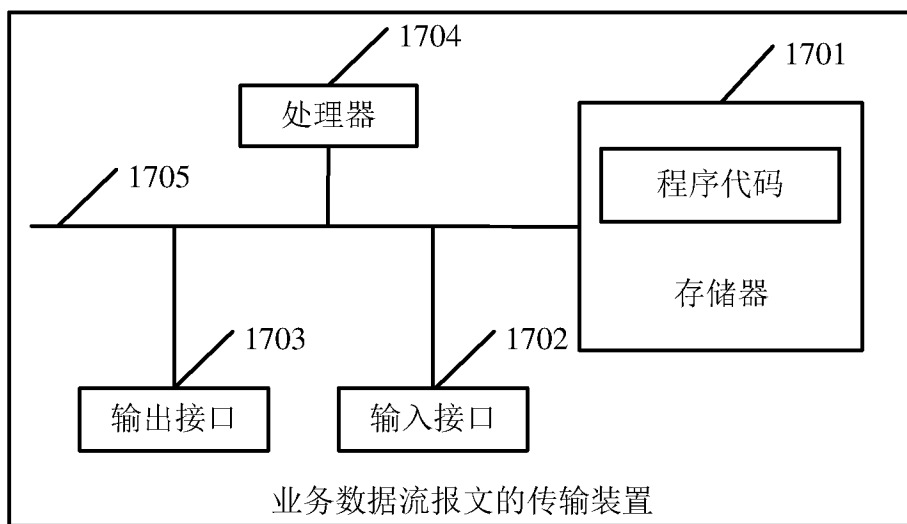 1704
1701
处理器
程序代码
1705
存储器
1703
1702
输出接口
输入接口
业务数据流报文的传输装置